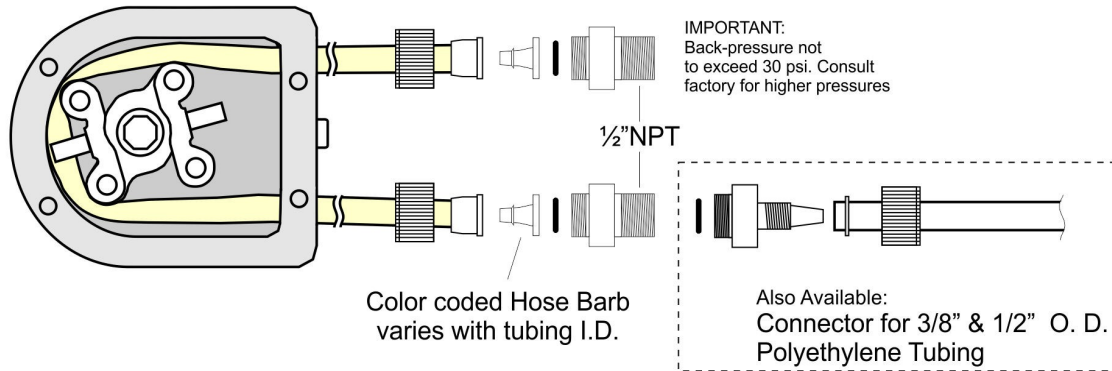 IMPORTANT:
Back-pressure not
to exceed 30 psi. Consult
factory for higher pressures
½”NPT
Color coded Hose Barb
varies with tubing I.D.
Also Available:
Connector for 3/8” & 1/2” O. D.
Polyethylene Tubing